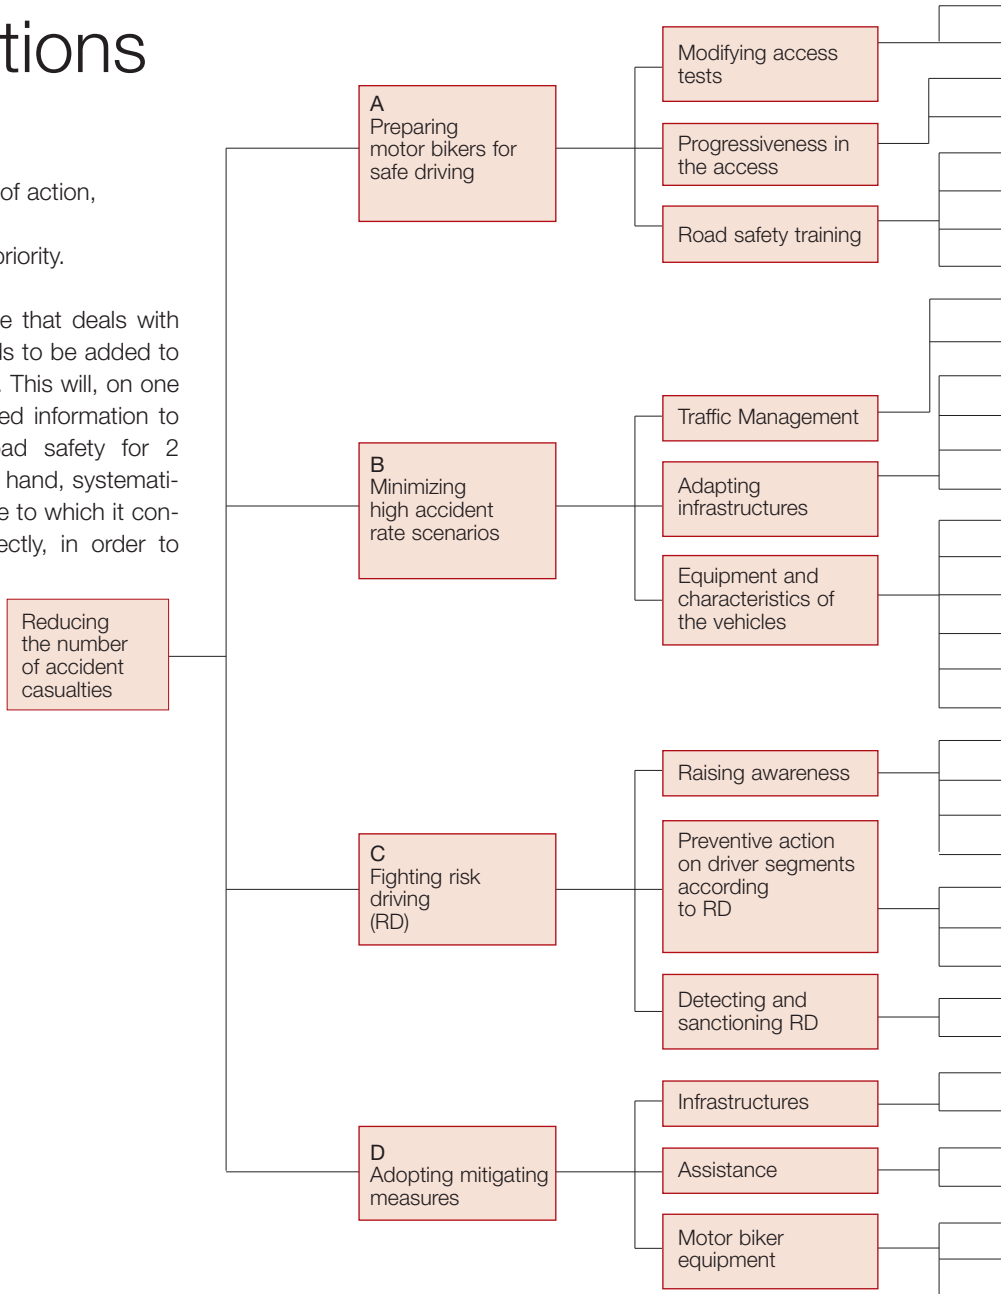 tions
of action,
priority.
e that deals with
ls to be added to
. This will, on one
ed information to
ad safety for 2
hand, systemati-
e to which it con-
ectly, in order to
Reducing
the number
of accident
casualties
A
Preparing
motor bikers for
safe driving
Modifying access
tests
Progressiveness in
the access
Road safety training
B
Minimizing
high accident
rate scenarios
Traffic Management
Adapting
infrastructures
Equipment and
characteristics of
the vehicles
C
Fighting risk
driving
(RD)
Raising awareness
Preventive action
on driver segments
according
to RD
Detecting and
sanctioning RD
D
Adopting mitigating
measures
Infrastructures
Assistance
Motor biker
equipment